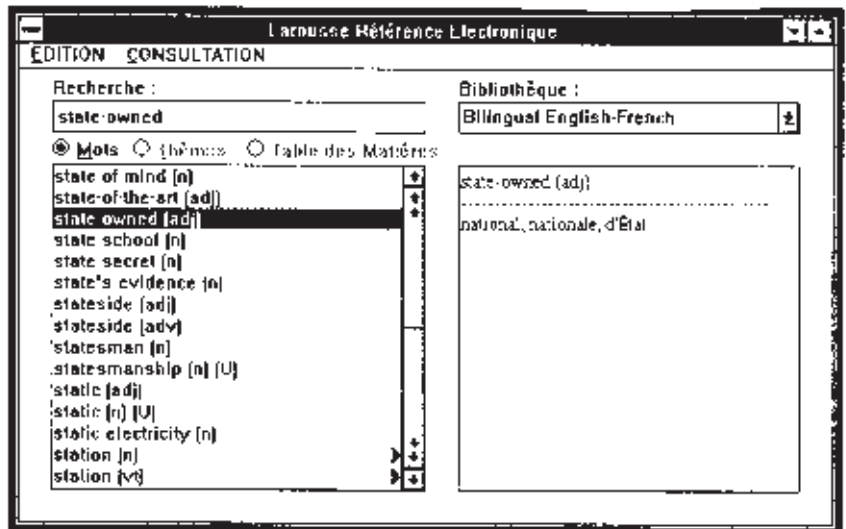 Larousse Référence Electronique
ÉDITION CONSULTATION
Recherche :
state-owned
Mots Thèmes Table des Matières
state of mind (n)
state-of-the-art (adj)
state owned (adj)
state school (n)
state secret (n)
state's evidence (n)
stateside (adj)
stateside (adv)
statesman (n)
statesmanship (n) (U)
static (adj)
static (n) (U)
static electricity (n)
station (n)
station (vt)
Bibliothèque :
Bilingual English-French
state-owned (adj)
national, nationale, d'État